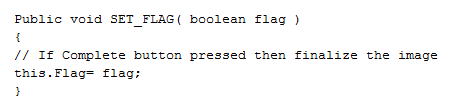 Public void SET_FLAG( boolean flag )
{
// If Complete button pressed then finalize the image
this.Flag= flag;
}